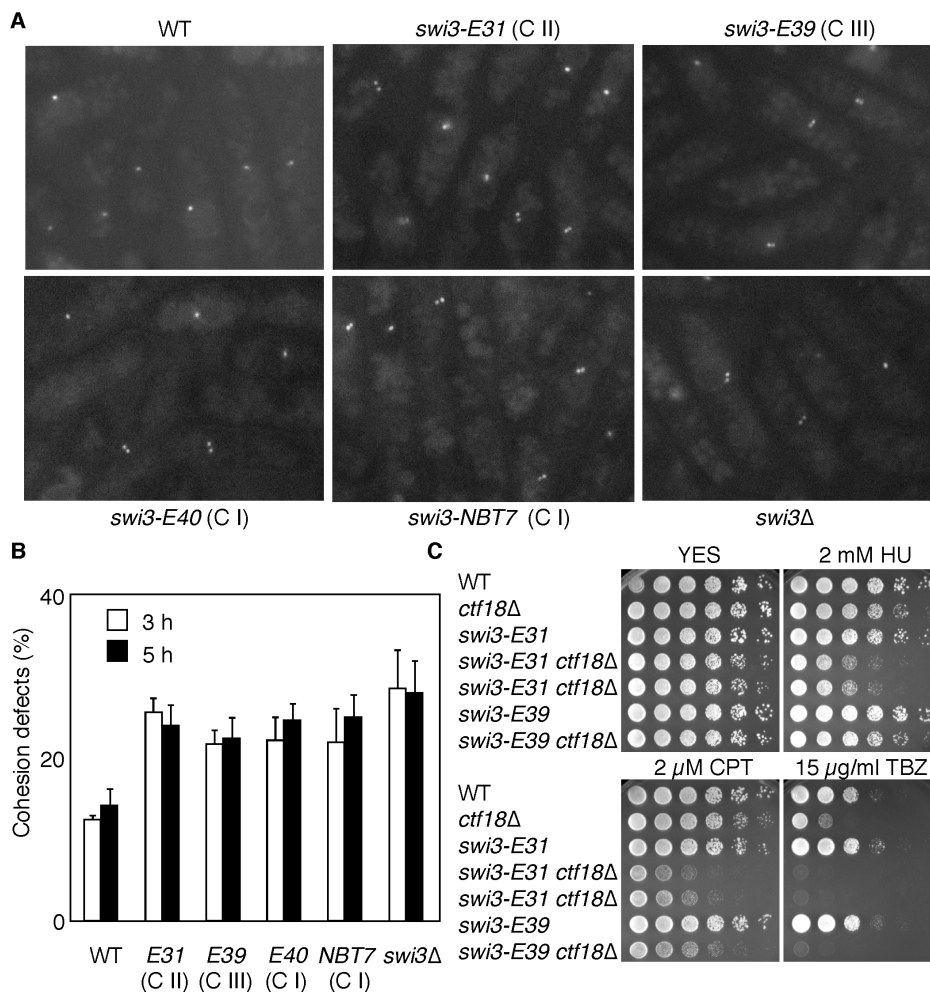 A
WT
swi3-E31 (C II)
swi3-E39 (C III)
swi3-E40 (C I)
swi3-NBT7 (C I)
swi3Δ
B
Cohesion defects (%)
40
20
0
3 h
5 h
WT
E31
(C II)
E39
(C III)
E40
(C I)
NBT7
(C I)
swi3Δ
C
YES
2 mM HU
WT
ctf18Δ
swi3-E31
swi3-E31 ctf18Δ
swi3-E31 ctf18Δ
swi3-E39
swi3-E39 ctf18Δ
2 µM CPT
15 µg/ml TBZ
WT
ctf18Δ
swi3-E31
swi3-E31 ctf18Δ
swi3-E31 ctf18Δ
swi3-E39
swi3-E39 ctf18Δ